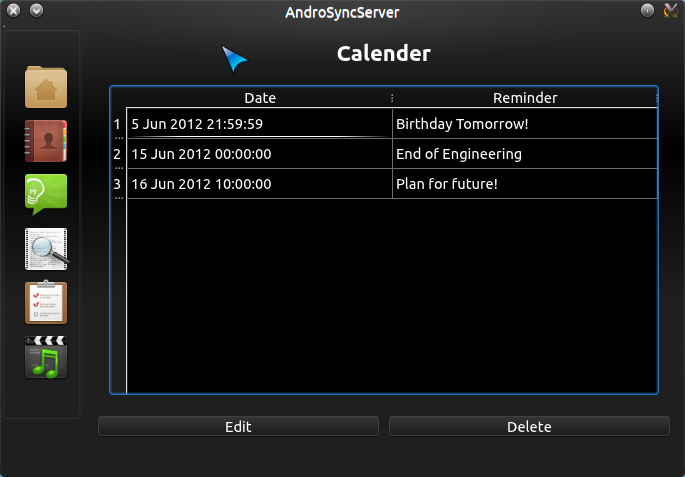 AndroSyncServer
Calender
Date Reminder
1 5 Jun 2012 21:59:59 Birthday Tomorrow!
2 15 Jun 2012 00:00:00 End of Engineering
3 16 Jun 2012 10:00:00 Plan for future!
Edit Delete